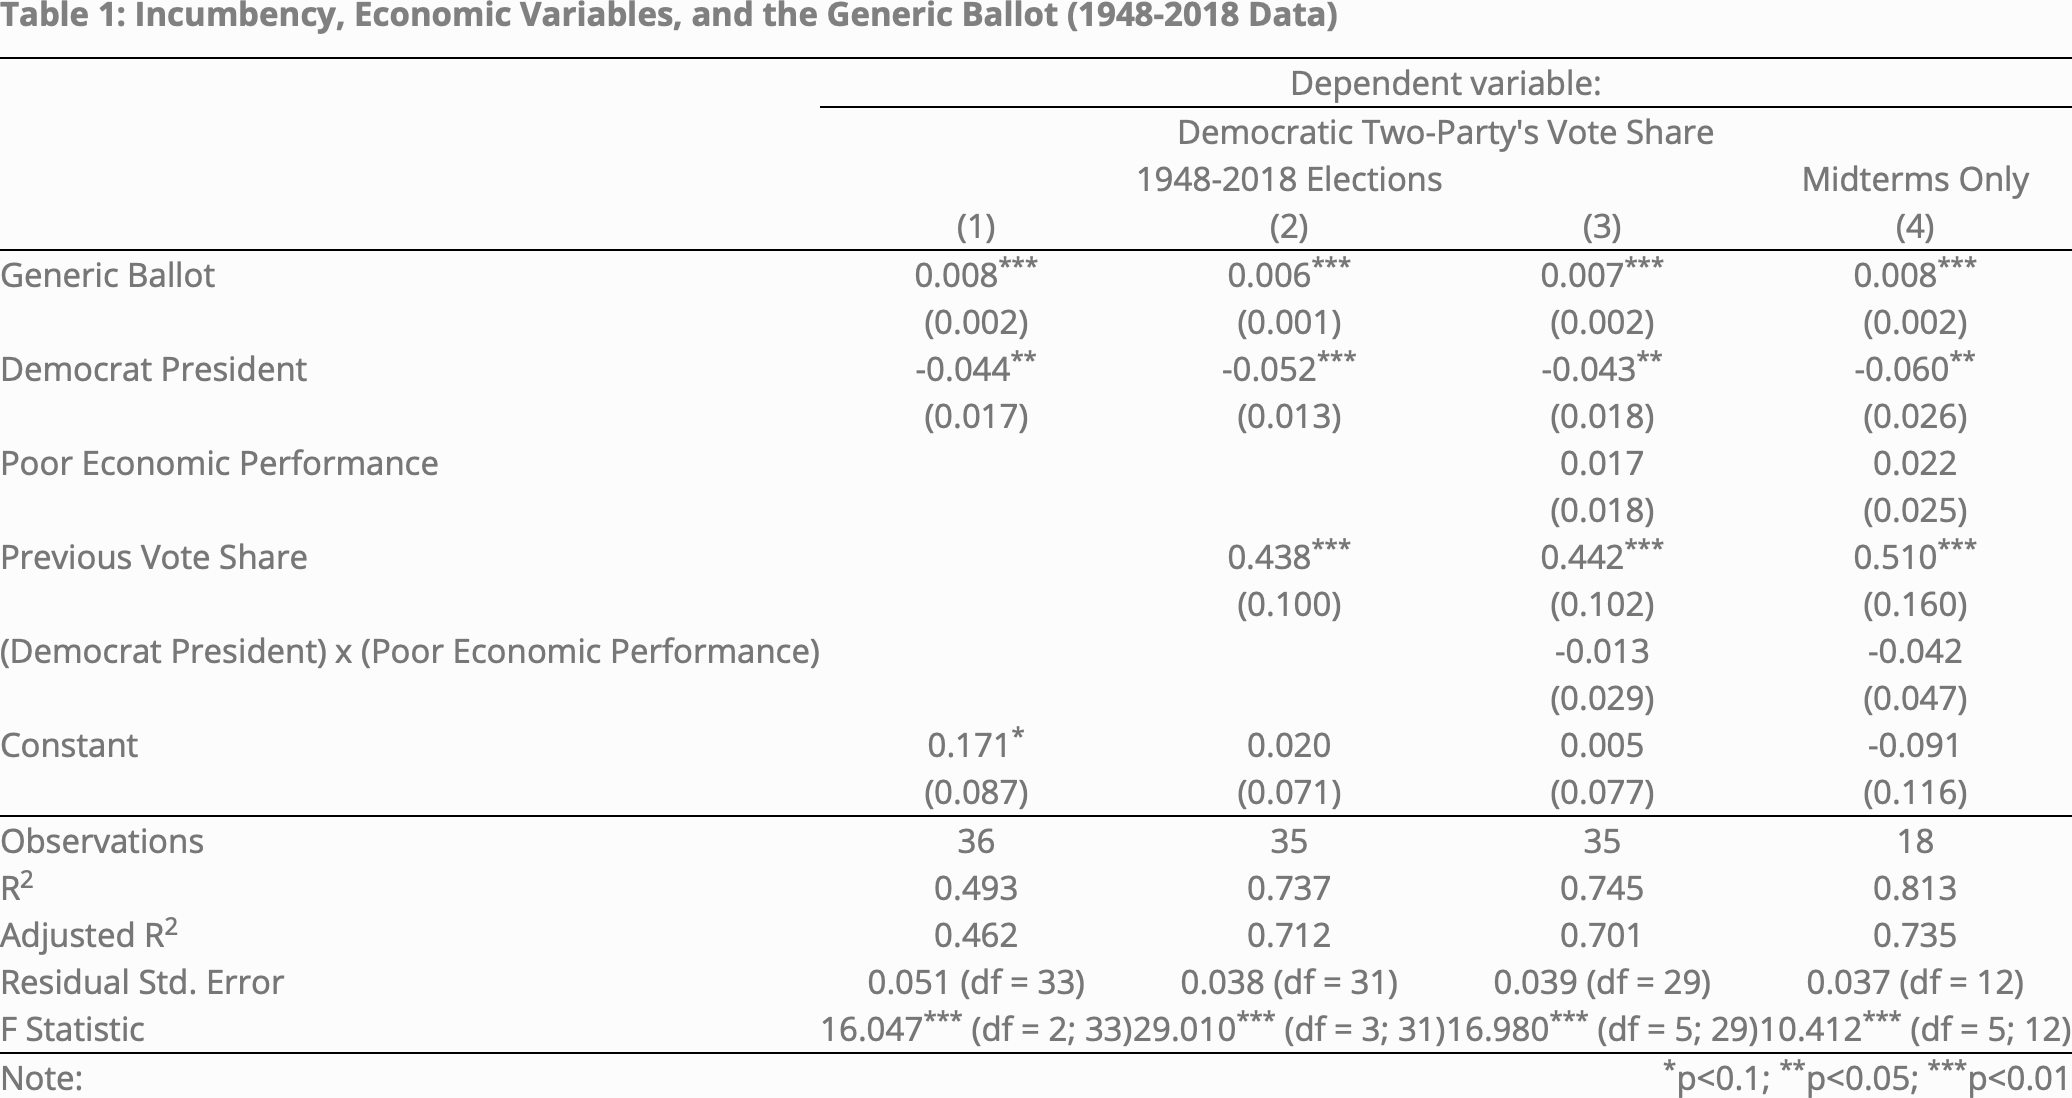 Table 1: Incumbency, Economic Variables, and the Generic Ballot (1948-2018 Data)
Dependent variable:
Democratic Two-Party's Vote Share
1948-2018 Elections Midterms Only
(1) (2) (3) (4)
Generic Ballot 0.008*** 0.006*** 0.007*** 0.008***
(0.002) (0.001) (0.002) (0.002)
Democrat President -0.044** -0.052*** -0.043** -0.060**
(0.017) (0.013) (0.018) (0.026)
Poor Economic Performance 0.017 0.022
(0.018) (0.025)
Previous Vote Share 0.438*** 0.442*** 0.510***
(0.100) (0.102) (0.160)
(Democrat President) x (Poor Economic Performance) -0.013 -0.042
(0.029) (0.047)
Constant 0.171* 0.020 0.005 -0.091
(0.087) (0.071) (0.077) (0.116)
Observations 36 35 35 18
R2 0.493 0.737 0.745 0.813
Adjusted R2 0.462 0.712 0.701 0.735
Residual Std. Error 0.051 (df = 33) 0.038 (df = 31) 0.039 (df = 29) 0.037 (df = 12)
F Statistic 16.047*** (df = 2; 33)29.010*** (df = 3; 31)16.980*** (df = 5; 29)10.412*** (df = 5; 12)
Note: *p<0.1; **p<0.05; ***p<0.01